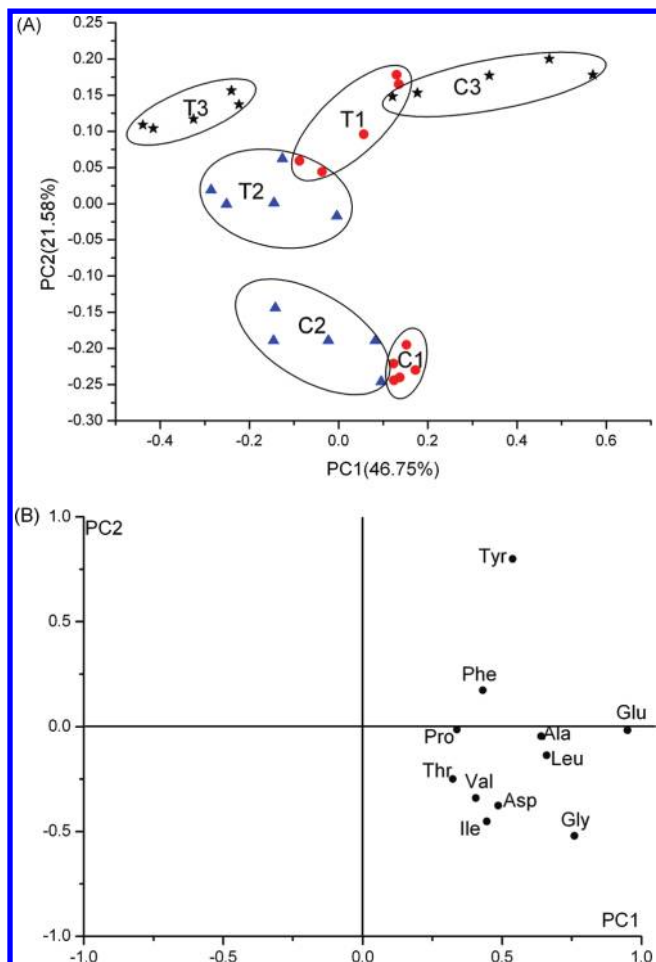 (A)
0.25
0.20
0.15
0.10
0.05
0.00
-0.05
-0.10
-0.15
-0.20
-0.25
-0.30
PC2(21.58%)
T3
T1
C3
T2
C2
C1
-0.4
-0.2
0.0
0.2
0.4
0.6
PC1(46.75%)
(B)
1.0
0.5
0.0
-0.5
-1.0
PC2
Tyr
Phe
Glu
Pro
Ala
Leu
Thr
Val
Asp
Ile
Gly
PC1
-1.0
-0.5
0.0
0.5
1.0